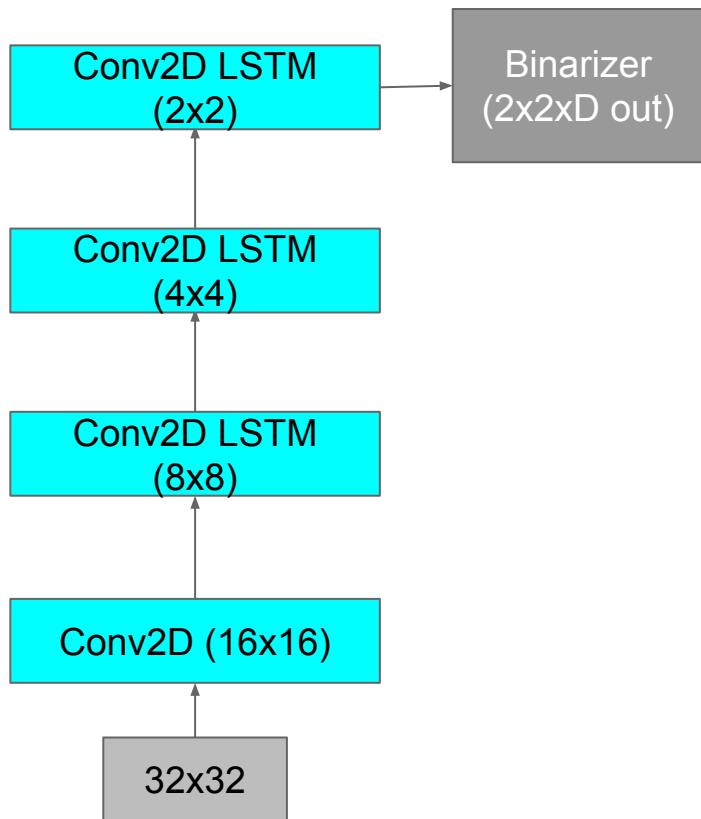 Conv2D LSTM
(2x2)
Binarizer
(2x2xD out)
Conv2D LSTM
(4x4)
Conv2D LSTM
(8x8)
Conv2D (16x16)
32x32